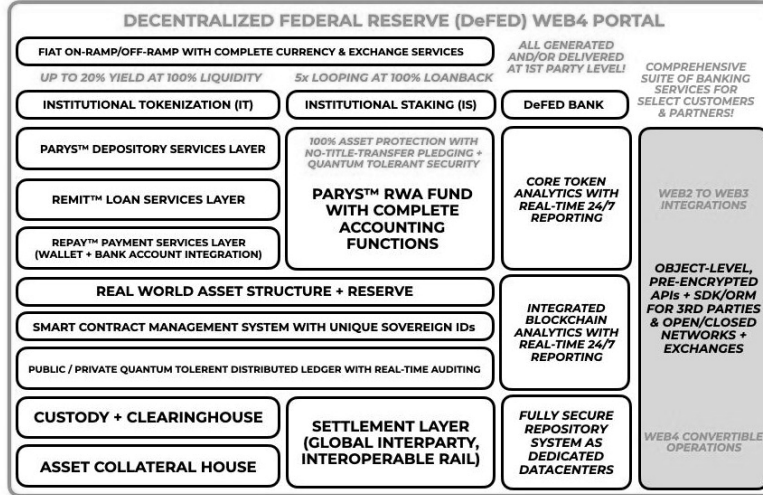 DECENTRALIZED FEDERAL RESERVE (DeFED) WEB4 PORTAL
FIAT ON-RAMP/OFF-RAMP WITH COMPLETE CURRENCY & EXCHANGE SERVICES
ALL GENERATED
AND/OR DELIVERED
AT 1ST PARTY LEVEL!
COMPREHENSIVE
SUITE OF BANKING
SERVICES FOR
SELECT CUSTOMERS
& PARTNERS!
UP TO 20% YIELD AT 100% LIQUIDITY
5x LOOPING AT 100% LOANBACK
INSTITUTIONAL TOKENIZATION (IT)
INSTITUTIONAL STAKING (IS)
DeFED BANK
PARYS™ DEPOSITORY SERVICES LAYER
REMIT™ LOAN SERVICES LAYER
REPAY™ PAYMENT SERVICES LAYER
(WALLET + BANK ACCOUNT INTEGRATION)
100% ASSET PROTECTION WITH
NO-TITLE-TRANSFER PLEDGING +
QUANTUM TOLERANT SECURITY
PARYS™ RWA FUND
WITH COMPLETE
ACCOUNTING
FUNCTIONS
CORE TOKEN
ANALYTICS WITH
REAL-TIME 24/7
REPORTING
WEB2 TO WEB3
INTEGRATIONS
OBJECT-LEVEL,
PRE-ENCRYPTED
APIs + SDK/ORM
FOR 3RD PARTIES
& OPEN/CLOSED
NETWORKS +
EXCHANGES
WEB4 CONVERTIBLE
OPERATIONS
REAL WORLD ASSET STRUCTURE + RESERVE
SMART CONTRACT MANAGEMENT SYSTEM WITH UNIQUE SOVEREIGN IDs
PUBLIC / PRIVATE QUANTUM TOLERENT DISTRIBUTED LEDGER WITH REAL-TIME AUDITING
INTEGRATED
BLOCKCHAIN
ANALYTICS WITH
REAL-TIME 24/7
REPORTING
CUSTODY + CLEARINGHOUSE
ASSET COLLATERAL HOUSE
SETTLEMENT LAYER
(GLOBAL INTERPARTY,
INTEROPERABLE RAIL)
FULLY SECURE
REPOSITORY
SYSTEM AS
DEDICATED
DATACENTERS